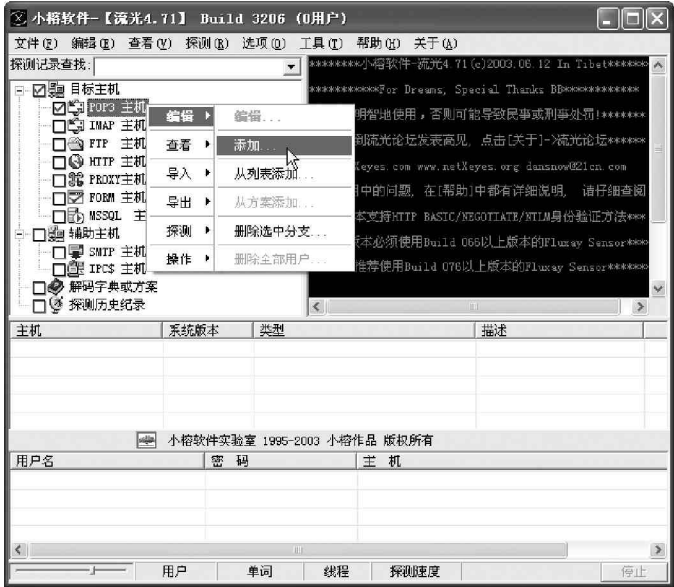 小榕软件-【流光4.71】 Build 3206 (0用户)
文件(F) 编辑(E) 查看(V) 探测(R) 选项(O) 工具(T) 帮助(H) 关于(A)
探测记录查找:
目标主机
POP3 主机
IMAP 主机
FTP 主机
HTTP 主机
PROXY主机
FORM 主机
MSSQL 主
辅助主机
SMTP 主机
IPC$ 主机
解码字典或方案
探测历史纪录
编辑
查看
导入
导出
探测
操作
编辑...
添加...
从列表添加...
从方案添加...
删除选中分支...
删除全部用户...
********小榕软件-流光4.71(c)2003.06.12 In Tibet*******
***********For Dreams, Special Thanks BB************
明智地使用，否则可能导致民事或刑事处罚!******
到流光论坛发表高见，点击[关于]->流光论坛******
Xeyes.com www.netXeyes.org dansnow@21cn.com
用中的问题，在[帮助]中都有详细说明，请仔细查阅
本支持HTTP BASIC/NEGOTIATE/NTLM身份验证方法***
版本必须使用Build 066以上版本的Fluxay Sensor****
推荐使用Build 076以上版本的Fluxay Sensor******
主机 系统版本 类型 描述
小榕软件实验室 1995-2003 小榕作品 版权所有
用户名 密 码 主 机
用户 单词 线程 探测速度 停止